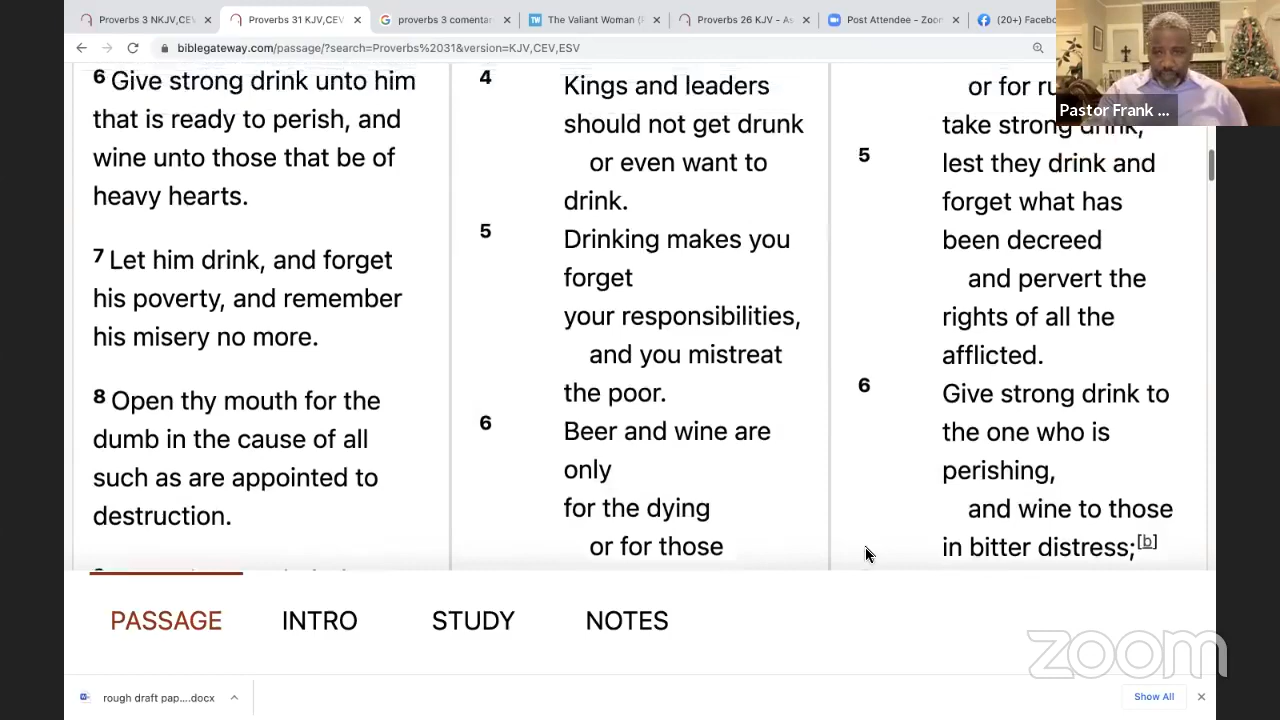 Proverbs 3 NKJV,CEV
Proverbs 31 KJV,CEV
proverbs 3 comentar
The Valiant Woman (
Proverbs 26 KJV - A
Post Attendee - Zoo
(20+) Facebo
biblegateway.com/passage/?search=Proverbs%2031&version=KJV,CEV,ESV
Pastor Frank ...
6 Give strong drink unto him
that is ready to perish, and
wine unto those that be of
heavy hearts.
7 Let him drink, and forget
his poverty, and remember
his misery no more.
8 Open thy mouth for the
dumb in the cause of all
such as are appointed to
destruction.
4 Kings and leaders
should not get drunk
or even want to
drink.
5 Drinking makes you
forget
your responsibilities,
and you mistreat
the poor.
6 Beer and wine are
only
for the dying
or for those
or for ru
take strong drink,
5 lest they drink and
forget what has
been decreed
and pervert the
rights of all the
afflicted.
6 Give strong drink to
the one who is
perishing,
and wine to those
in bitter distress;[b]
PASSAGE
INTRO
STUDY
NOTES
zoom
rough draft pap....docx
Show All